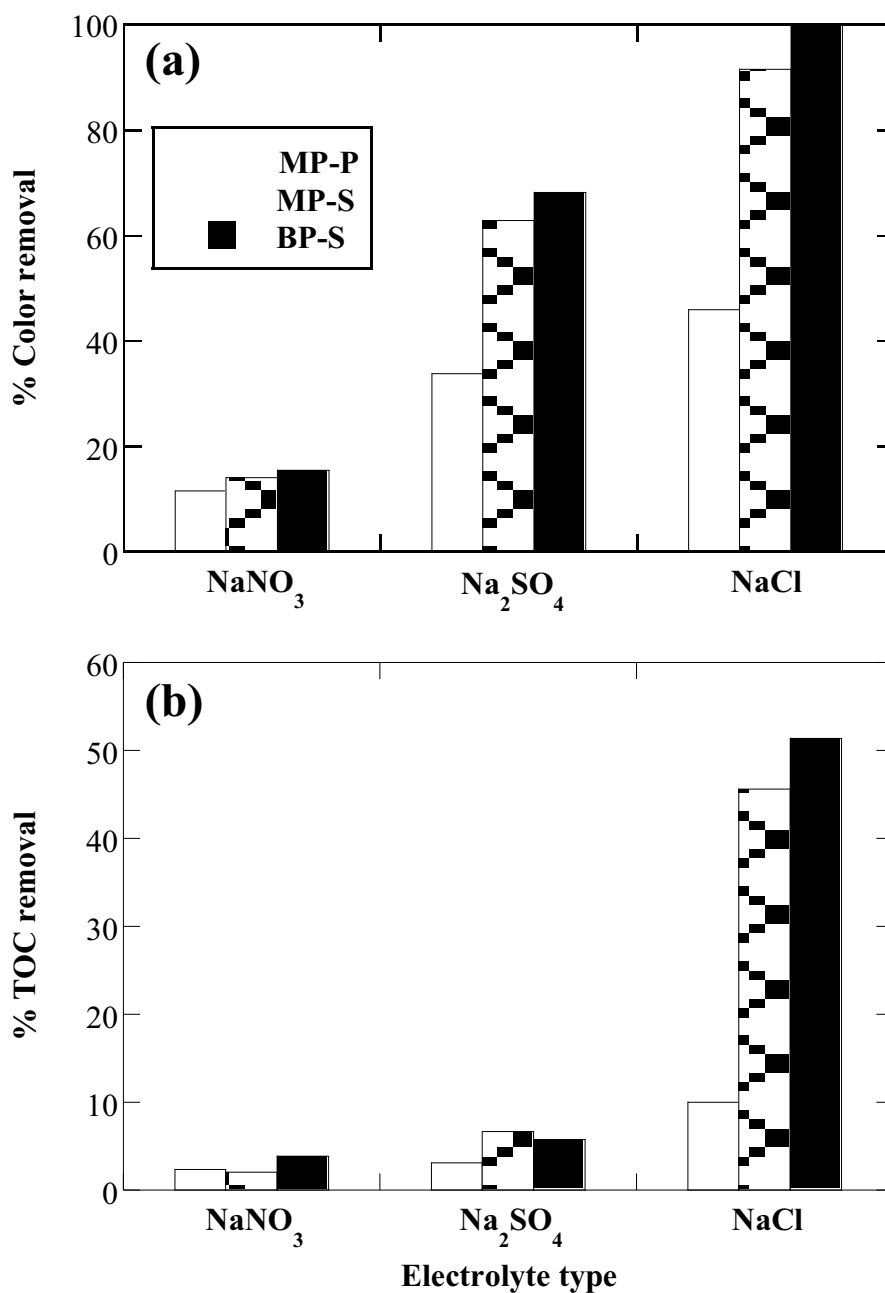 (a)
% Color removal
100
80
60
40
20
0
MP-P
MP-S
BP-S
NaNO₃
Na₂SO₄
NaCl
(b)
% TOC removal
60
50
40
30
20
10
0
NaNO₃
Na₂SO₄
NaCl
Electrolyte type